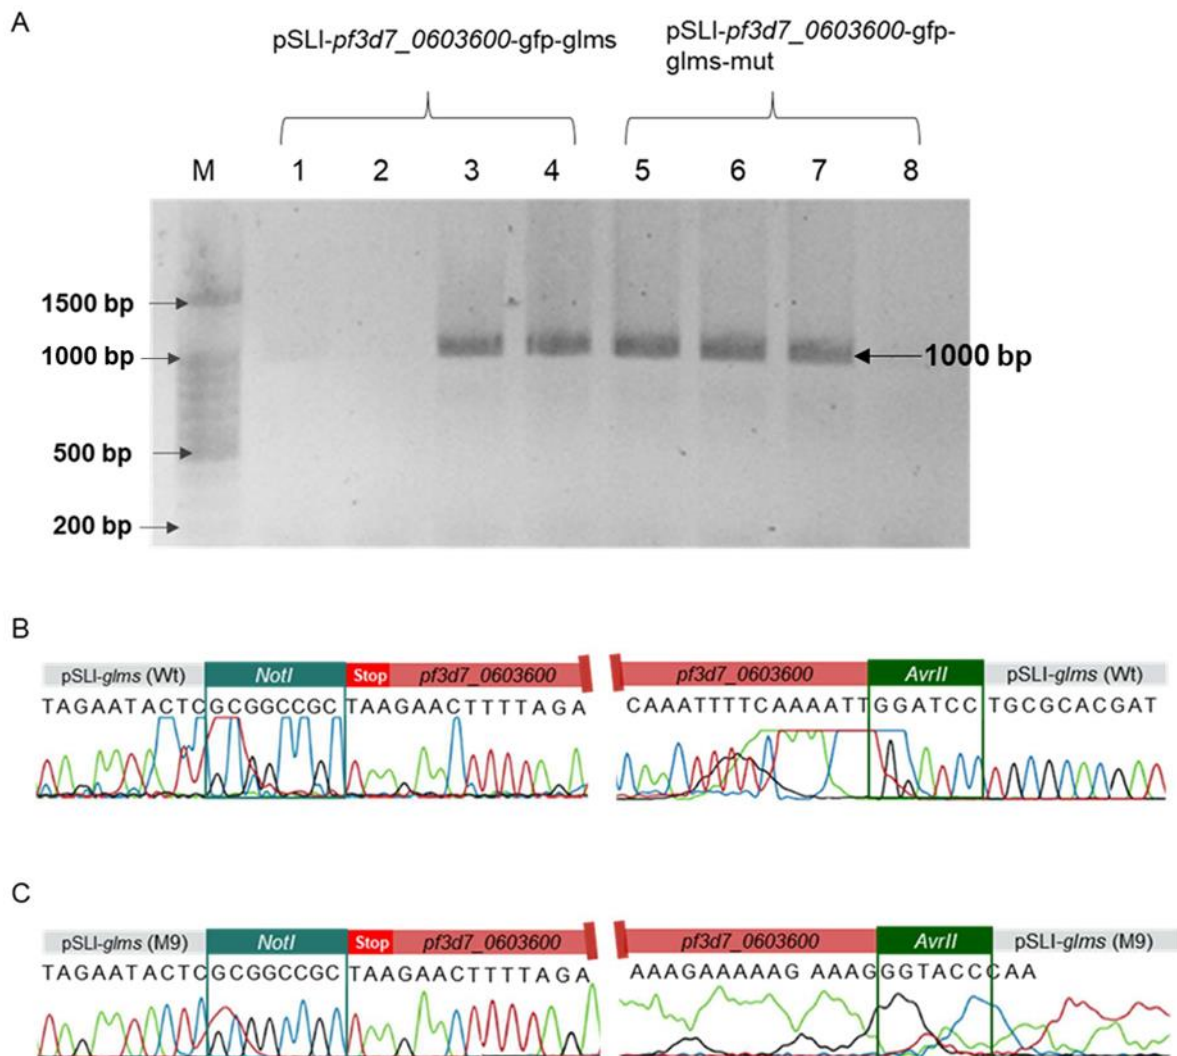 A
pSLI-pf3d7_0603600-gfp-glms
pSLI-pf3d7_0603600-gfp-
glms-mut
M 1 2 3 4 5 6 7 8
1500 bp
1000 bp
1000 bp
500 bp
200 bp
B
pSLI-glms (Wt) NotI Stop pf3d7_0603600 pf3d7_0603600 AvrII pSLI-glms (Wt)
TAGAATACTCGCGGCCGCTAAGAACTTTTAGA CAAATTTTCAAAATTGGATCC TGCGCACGAT
C
pSLI-glms (M9) NotI Stop pf3d7_0603600 pf3d7_0603600 AvrII pSLI-glms (M9)
TAGAATACTCGCGGCCGCTAAGAACTTTTAGA AAAGAAAAAG AAAGGGTACCCAA